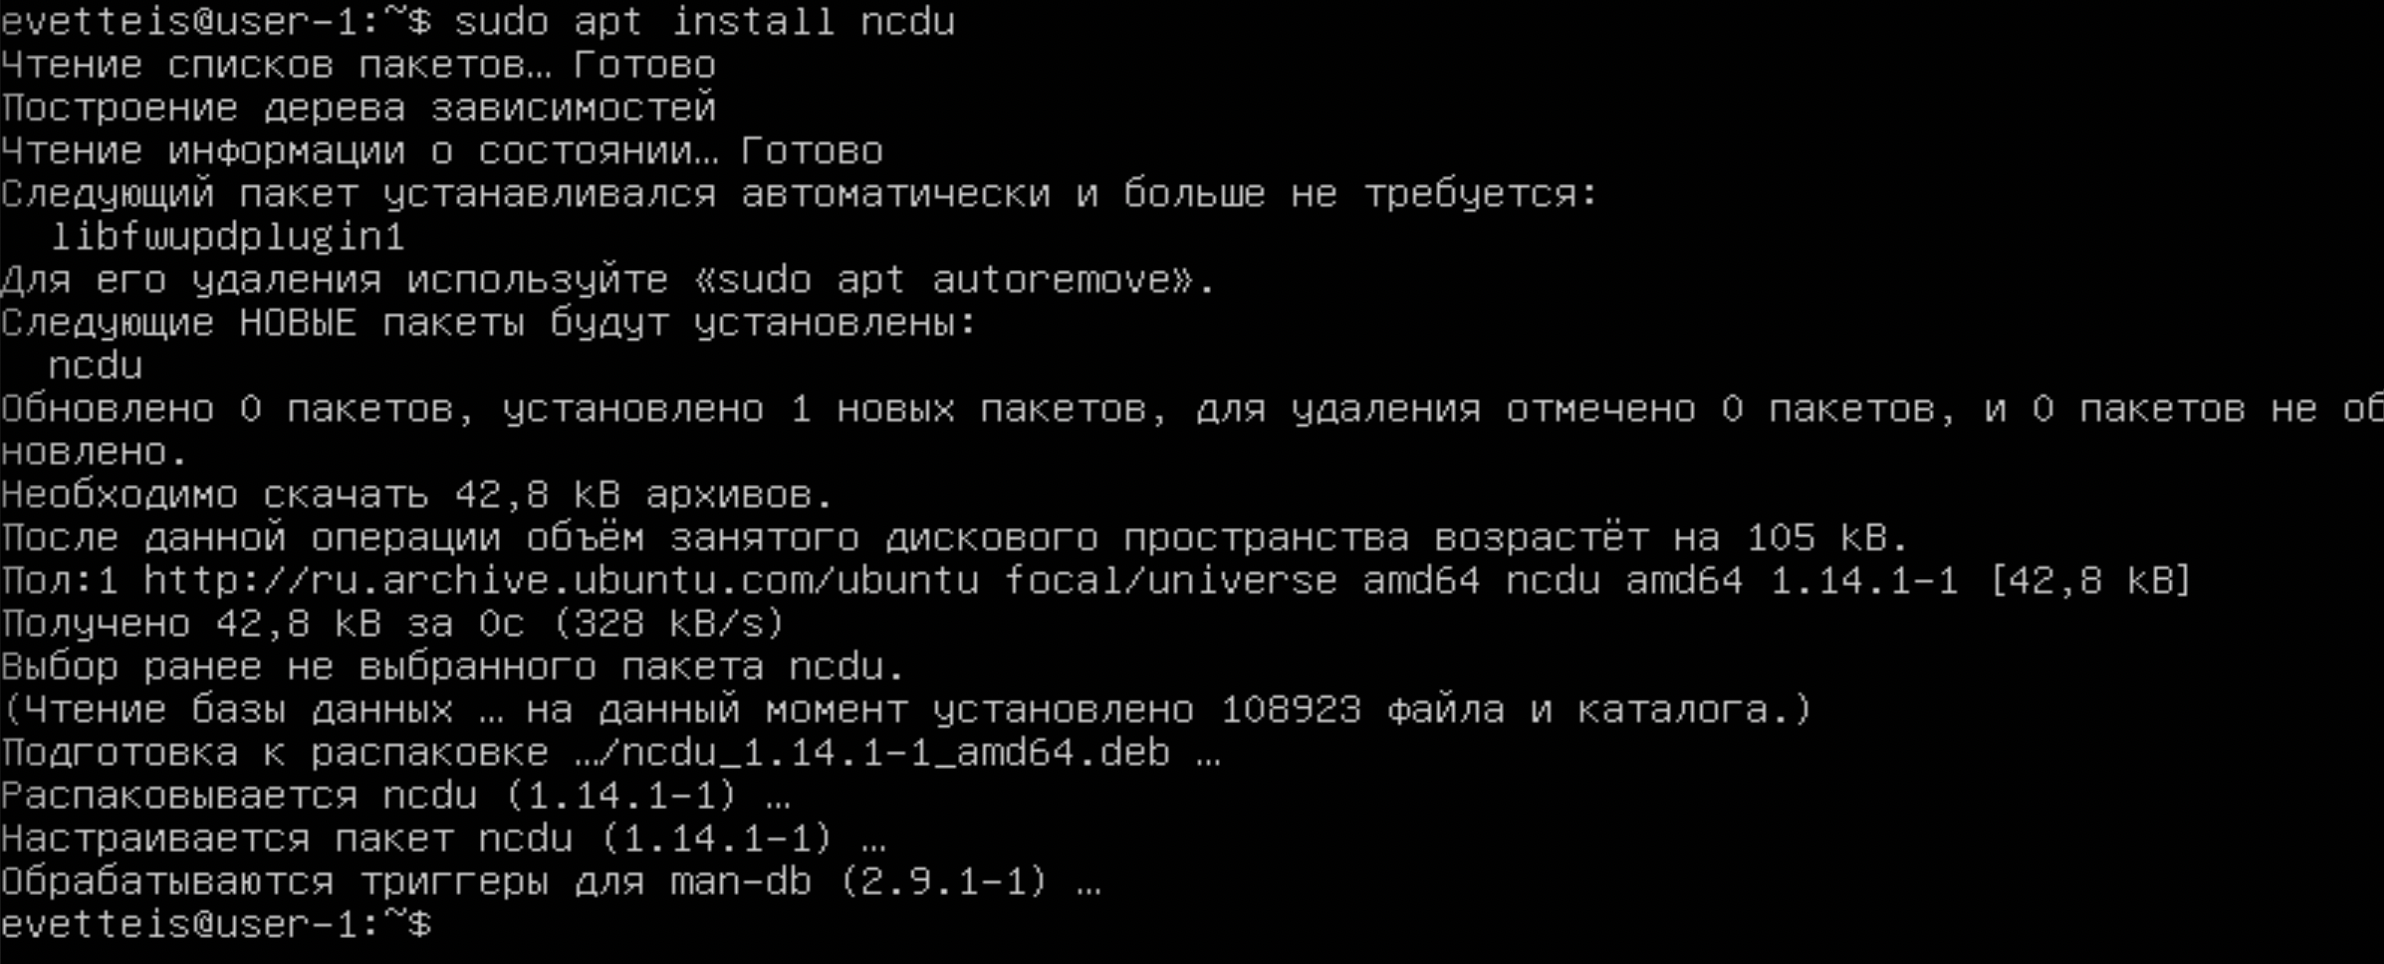 evetteis@user-1:~$ sudo apt install ncdu
Чтение списков пакетов… Готово
Построение дерева зависимостей
Чтение информации о состоянии… Готово
Следующий пакет устанавливался автоматически и больше не требуется:
  libfwupdplugin1
Для его удаления используйте «sudo apt autoremove».
Следующие НОВЫЕ пакеты будут установлены:
  ncdu
Обновлено 0 пакетов, установлено 1 новых пакетов, для удаления отмечено 0 пакетов, и 0 пакетов не об
новлено.
Необходимо скачать 42,8 kB архивов.
После данной операции объём занятого дискового пространства возрастёт на 105 kB.
Пол:1 http://ru.archive.ubuntu.com/ubuntu focal/universe amd64 ncdu amd64 1.14.1-1 [42,8 kB]
Получено 42,8 kB за 0с (328 kB/s)
Выбор ранее не выбранного пакета ncdu.
(Чтение базы данных … на данный момент установлено 108923 файла и каталога.)
Подготовка к распаковке …/ncdu_1.14.1-1_amd64.deb …
Распаковывается ncdu (1.14.1-1) …
Настраивается пакет ncdu (1.14.1-1) …
Обрабатываются триггеры для man-db (2.9.1-1) …
evetteis@user-1:~$